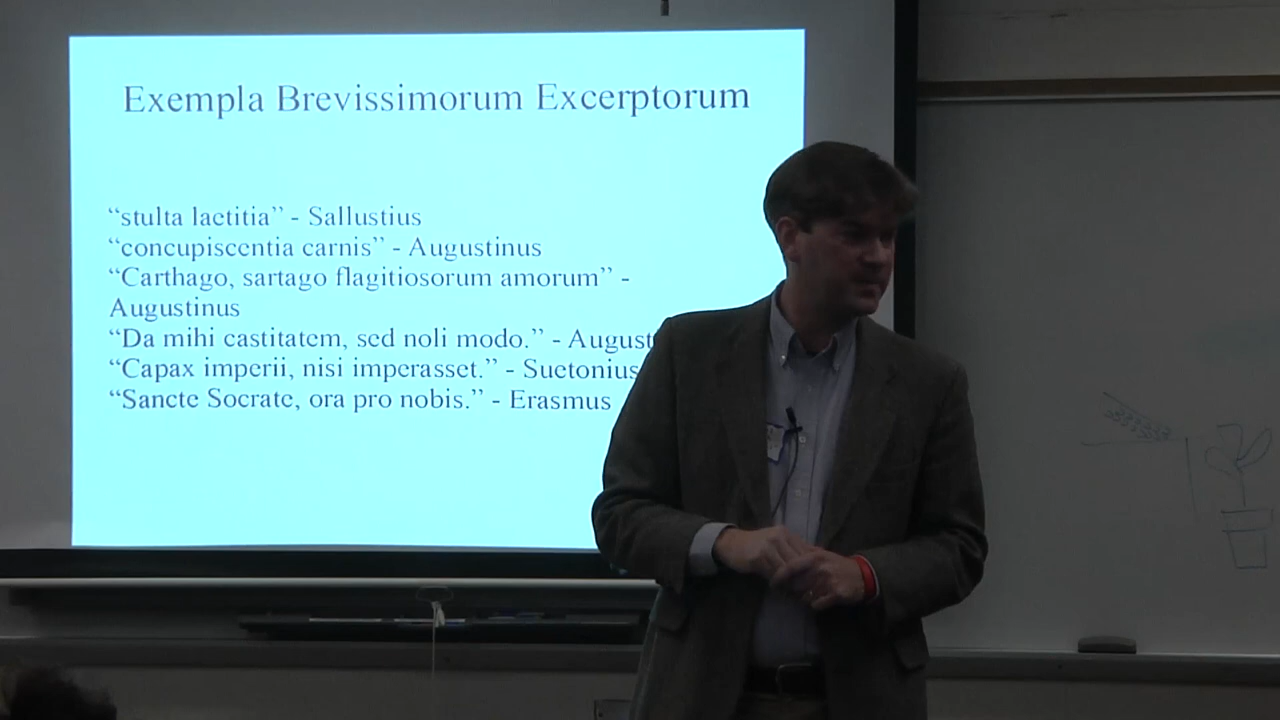 Exempla Brevissimorum Excerptorum
“stulta laetitia” - Sallustius
“concupiscentia carnis” - Augustinus
“Carthago, sartago flagitiosorum amorum” -
Augustinus
“Da mihi castitatem, sed noli modo.” - August
“Capax imperii, nisi imperasset.” - Suetonius
“Sancte Socrate, ora pro nobis.” - Erasmus